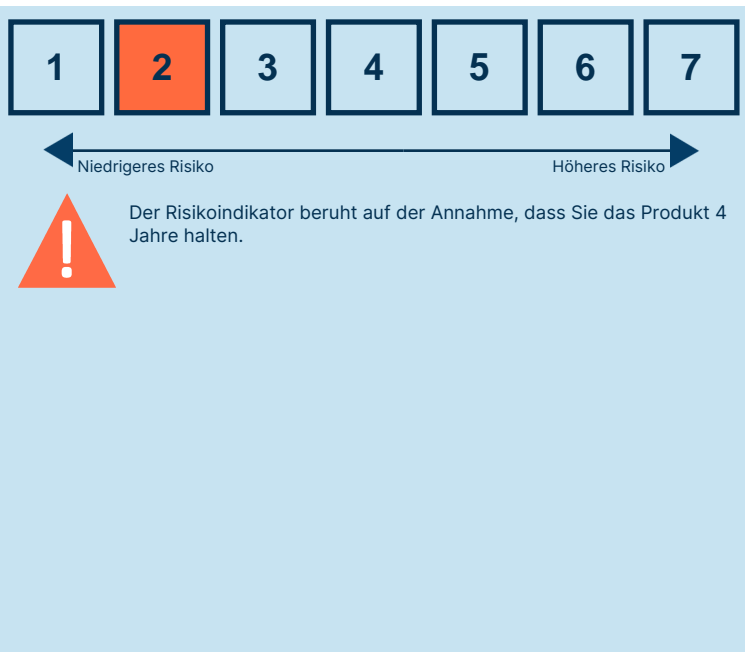 1 2 3 4 5 6 7
Niedrigeres Risiko Höheres Risiko
Der Risikoindikator beruht auf der Annahme, dass Sie das Produkt 4
Jahre halten.